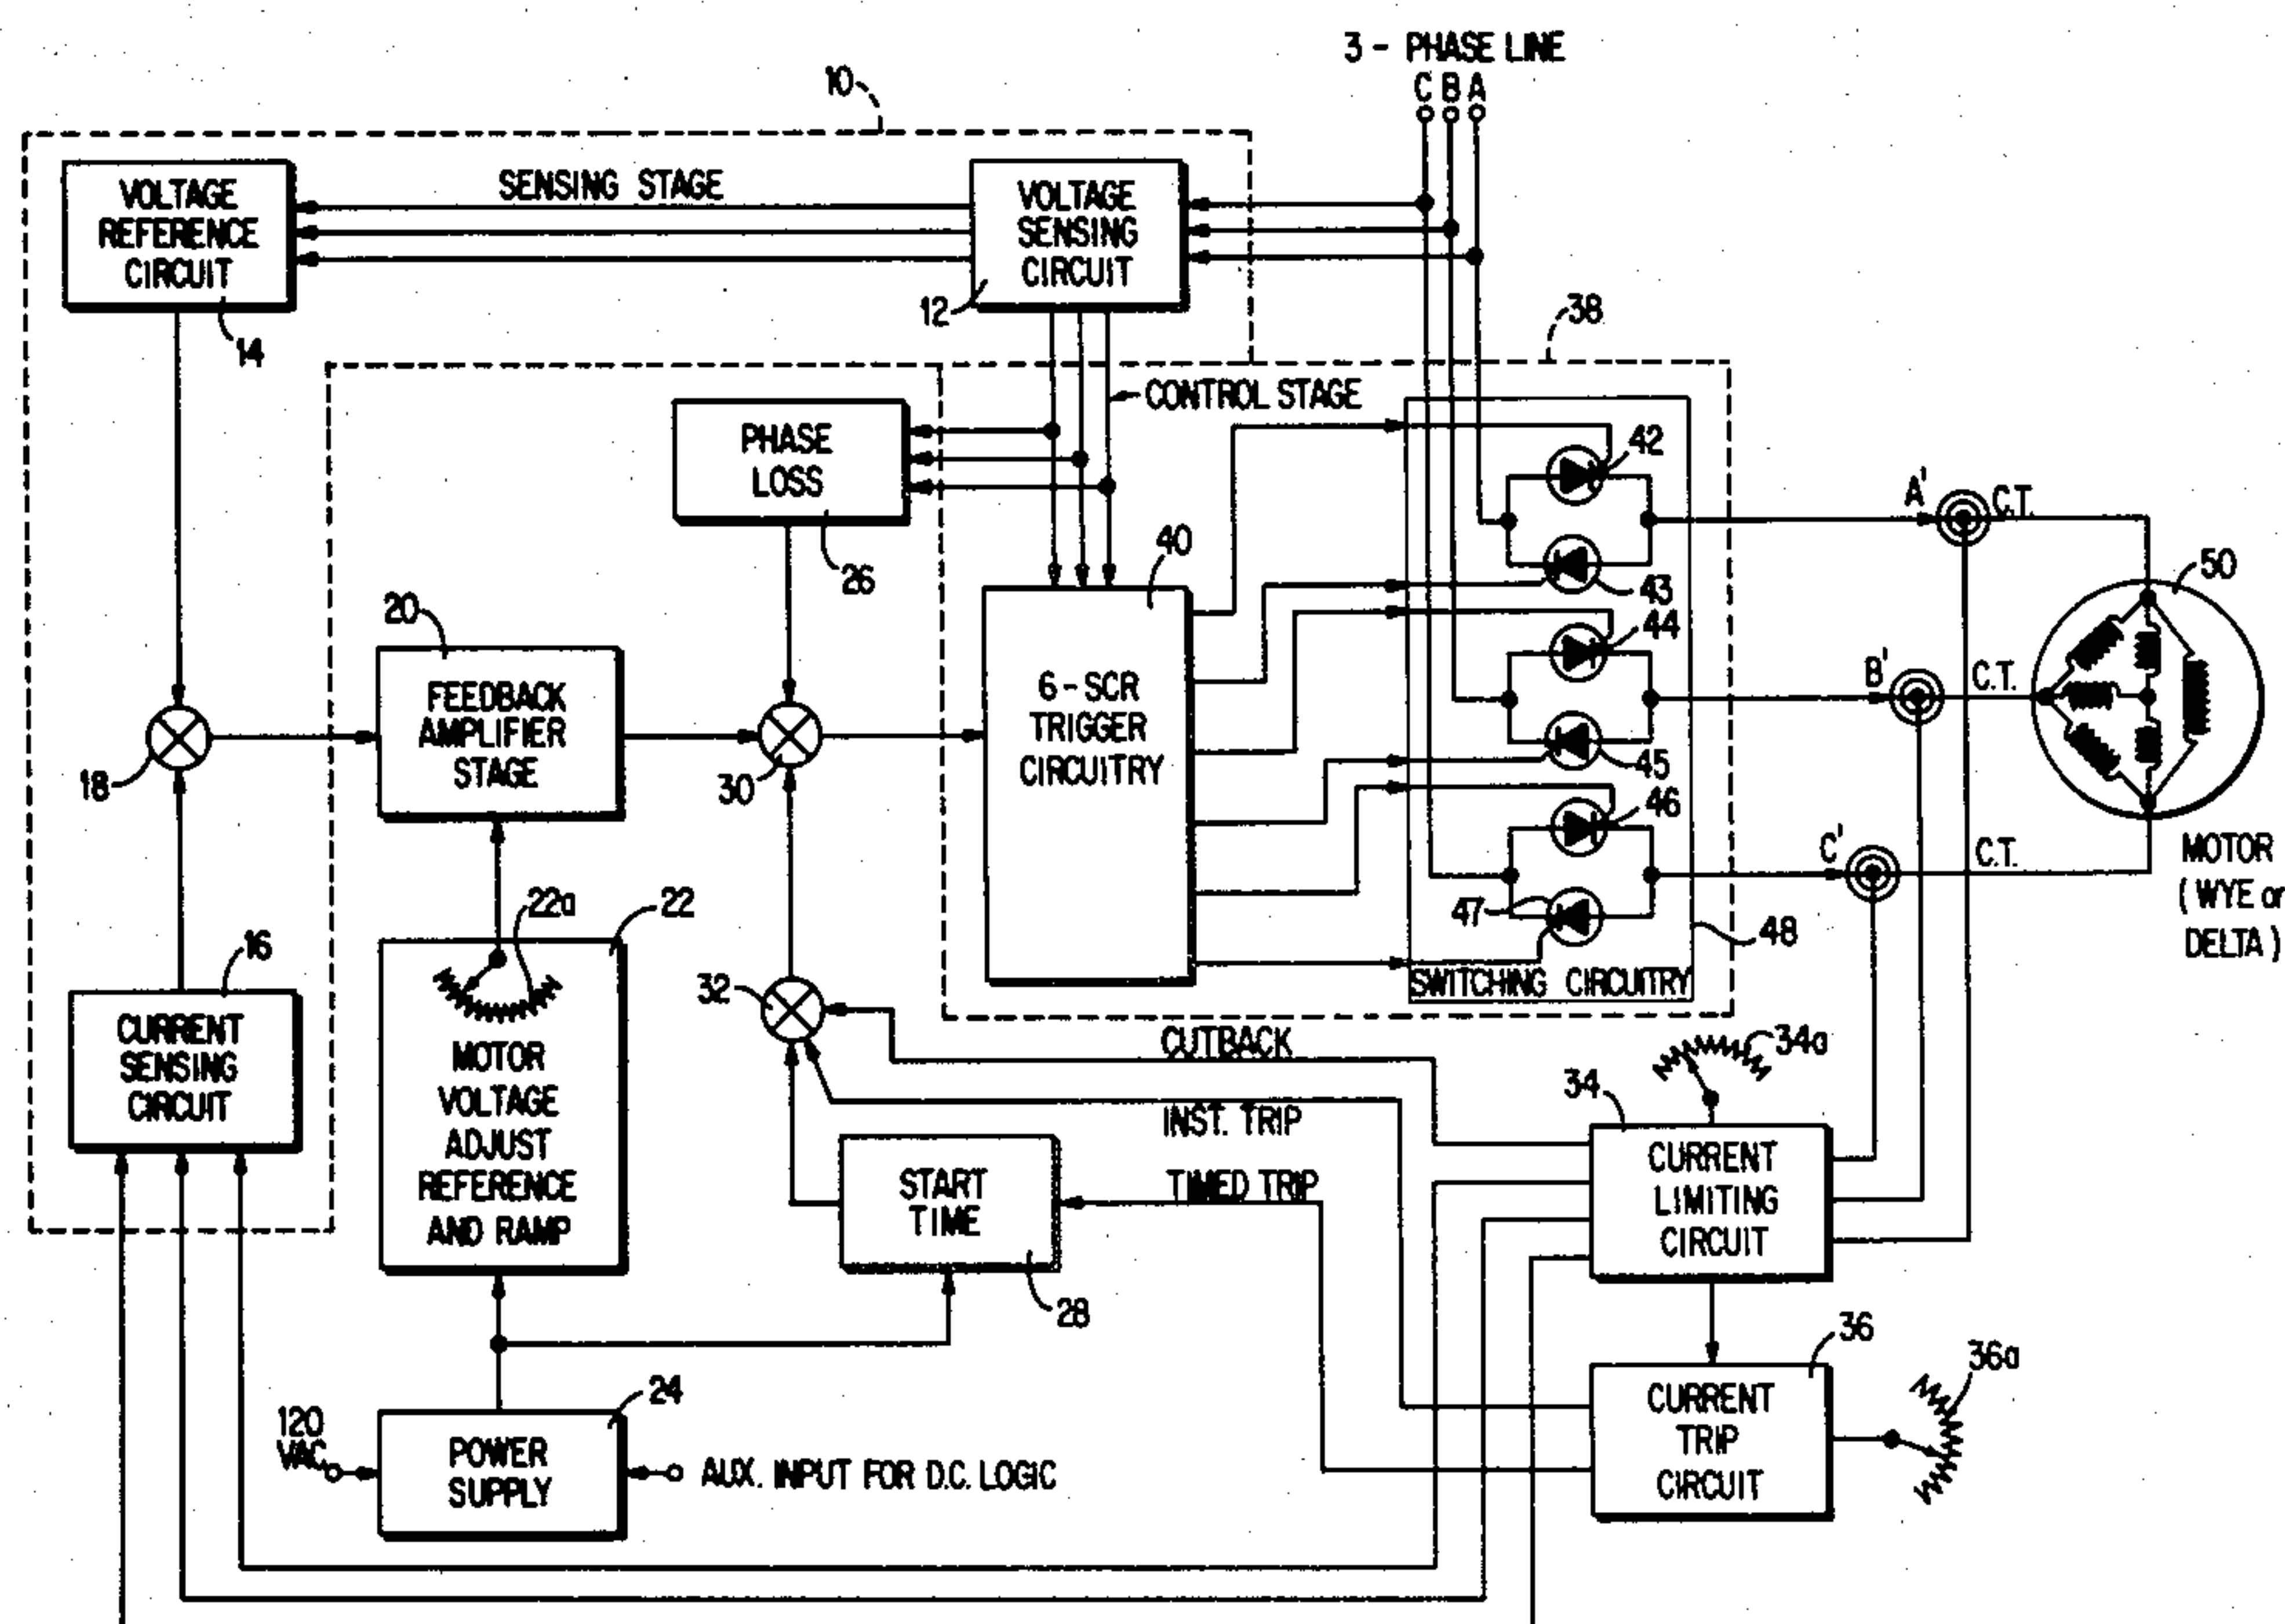 3 - PHASE LINE
C B A
10
VOLTAGE
REFERENCE
CIRCUIT
14
SENSING STAGE
VOLTAGE
SENSING
CIRCUIT
12
38
CONTROL STAGE
PHASE
LOSS
26
40
42
43
44
45
46
47
48
SWITCHING CIRCUITRY
A' C.T.
B' C.T.
C' C.T.
50
MOTOR
(WYE or
DELTA)
20
FEEDBACK
AMPLIFIER
STAGE
18
30
6-SCR
TRIGGER
CIRCUITRY
16
CURRENT
SENSING
CIRCUIT
22a
22
MOTOR
VOLTAGE
ADJUST
REFERENCE
AND RAMP
32
CUTBACK
INST. TRIP
TIMED TRIP
START
TIME
28
34a
34
CURRENT
LIMITING
CIRCUIT
36
36a
CURRENT
TRIP
CIRCUIT
24
120
VAC
POWER
SUPPLY
AUX. INPUT FOR D.C. LOGIC